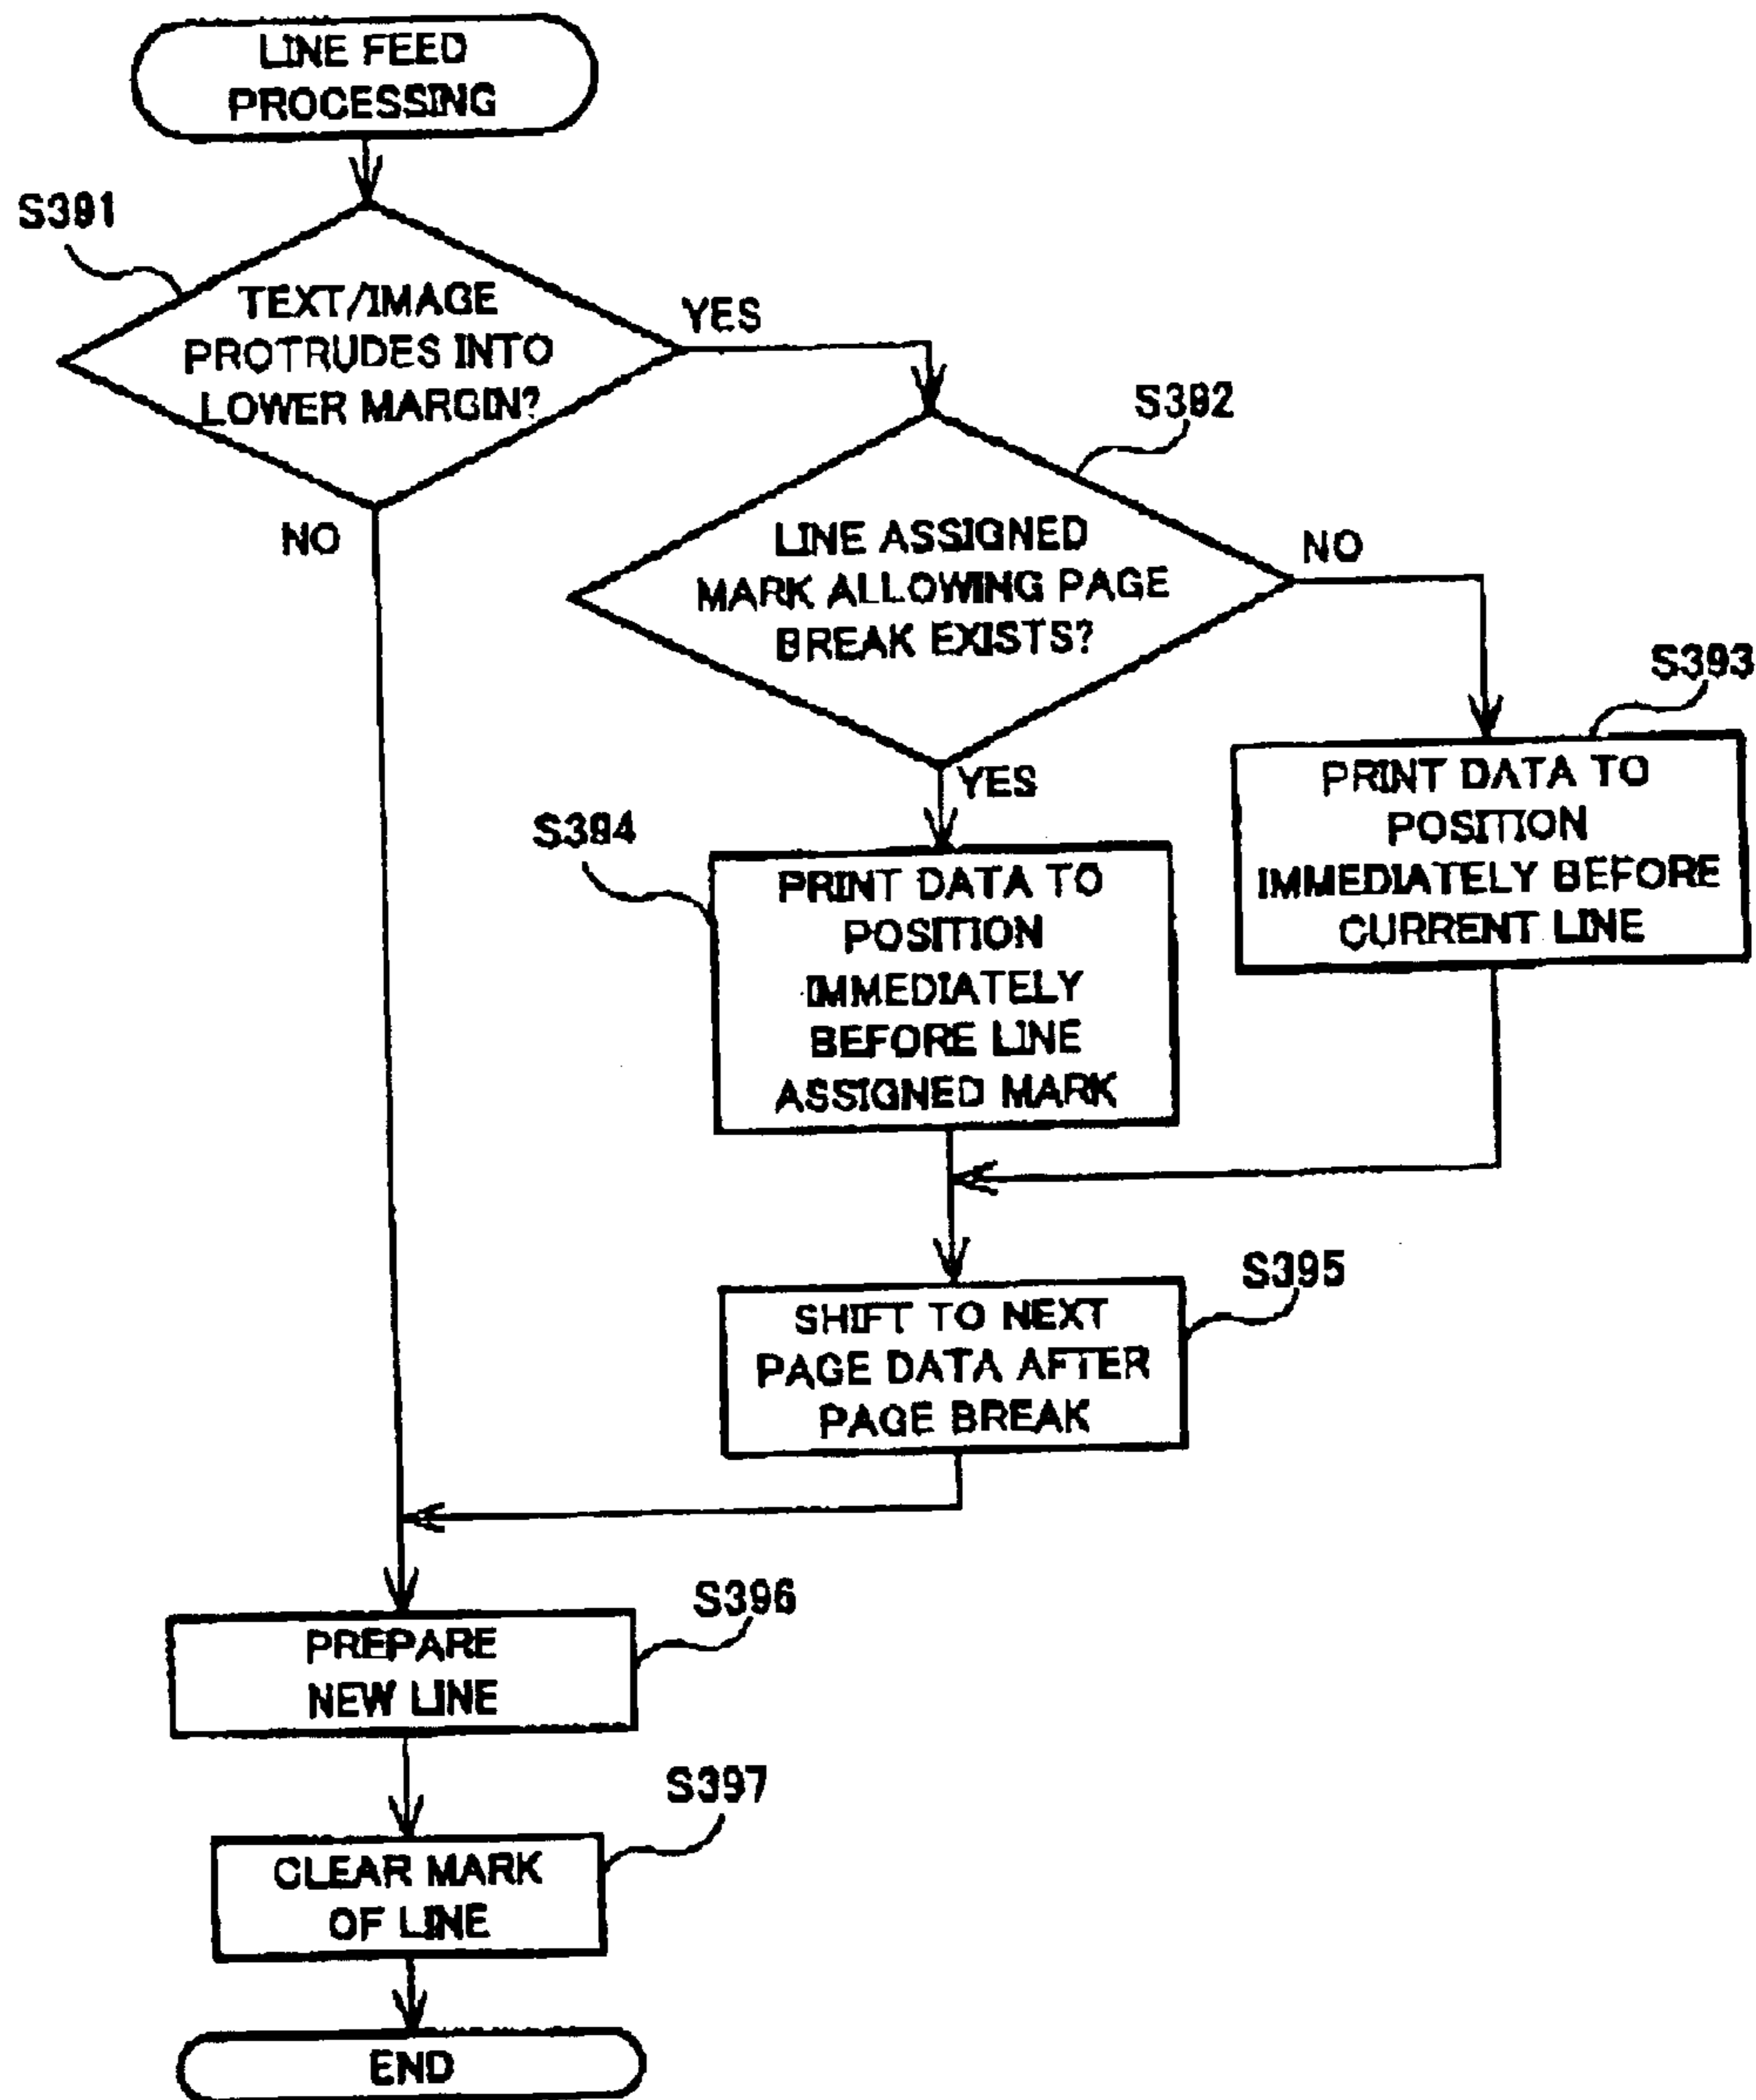 LINE FEED
PROCESSING
S391
TEXT/IMAGE
PROTRUDES INTO
LOWER MARGIN?
YES
NO
S392
LINE ASSIGNED
MARK ALLOWING PAGE
BREAK EXISTS?
NO
YES
S393
PRINT DATA TO
POSITION
IMMEDIATELY BEFORE
CURRENT LINE
S394
PRINT DATA TO
POSITION
IMMEDIATELY
BEFORE LINE
ASSIGNED MARK
S395
SHIFT TO NEXT
PAGE DATA AFTER
PAGE BREAK
S396
PREPARE
NEW LINE
S397
CLEAR MARK
OF LINE
END